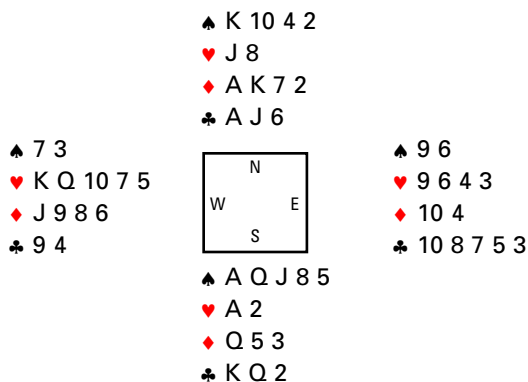 ♠ K 10 4 2
♥ J 8
♦ A K 7 2
♣ A J 6
♠ 7 3
♥ K Q 10 7 5
♦ J 9 8 6
♣ 9 4
N
W E
S
♠ 9 6
♥ 9 6 4 3
♦ 10 4
♣ 10 8 7 5 3
♠ A Q J 8 5
♥ A 2
♦ Q 5 3
♣ K Q 2